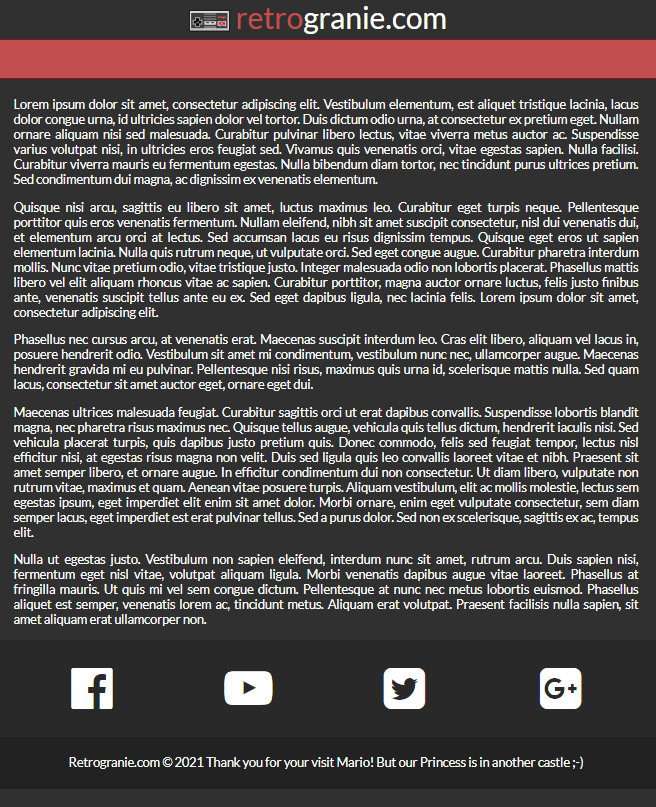 retrogranie.com
Lorem ipsum dolor sit amet, consectetur adipiscing elit. Vestibulum elementum, est aliquet tristique lacinia, lacus
dolor congue urna, id ultricies sapien dolor vel tortor. Duis dictum odio urna, at consectetur ex pretium eget. Nullam
ornare aliquam nisi sed malesuada. Curabitur pulvinar libero lectus, vitae viverra metus auctor ac. Suspendisse
varius volutpat nisi, in ultricies eros feugiat sed. Vivamus quis venenatis orci, vitae egestas sapien. Nulla facilisi.
Curabitur viverra mauris eu fermentum egestas. Nulla bibendum diam tortor, nec tincidunt purus ultrices pretium.
Sed condimentum dui magna, ac dignissim ex venenatis elementum.
Quisque nisi arcu, sagittis eu libero sit amet, luctus maximus leo. Curabitur eget turpis neque. Pellentesque
porttitor quis eros venenatis fermentum. Nullam eleifend, nibh sit amet suscipit consectetur, nisl dui venenatis dui,
et elementum arcu orci at lectus. Sed accumsan lacus eu risus dignissim tempus. Quisque eget eros ut sapien
elementum lacinia. Nulla quis rutrum neque, ut vulputate orci. Sed eget congue augue. Curabitur pharetra interdum
mollis. Nunc vitae pretium odio, vitae tristique justo. Integer malesuada odio non lobortis placerat. Phasellus mattis
libero vel elit aliquam rhoncus vitae ac sapien. Curabitur porttitor, magna auctor ornare luctus, felis justo finibus
ante, venenatis suscipit tellus ante eu ex. Sed eget dapibus ligula, nec lacinia felis. Lorem ipsum dolor sit amet,
consectetur adipiscing elit.
Phasellus nec cursus arcu, at venenatis erat. Maecenas suscipit interdum leo. Cras elit libero, aliquam vel lacus in,
posuere hendrerit odio. Vestibulum sit amet mi condimentum, vestibulum nunc nec, ullamcorper augue. Maecenas
hendrerit gravida mi eu pulvinar. Pellentesque nisi risus, maximus quis urna id, scelerisque mattis nulla. Sed quam
lacus, consectetur sit amet auctor eget, ornare eget dui.
Maecenas ultrices malesuada feugiat. Curabitur sagittis orci ut erat dapibus convallis. Suspendisse lobortis blandit
magna, nec pharetra risus maximus nec. Quisque tellus augue, vehicula quis tellus dictum, hendrerit iaculis nisi. Sed
vehicula placerat turpis, quis dapibus justo pretium quis. Donec commodo, felis sed feugiat tempor, lectus nisl
efficitur nisi, at egestas risus magna non velit. Duis sed ligula quis leo convallis laoreet vitae et nibh. Praesent sit
amet semper libero, et ornare augue. In efficitur condimentum dui non consectetur. Ut diam libero, vulputate non
rutrum vitae, maximus et quam. Aenean vitae posuere turpis. Aliquam vestibulum, elit ac mollis molestie, lectus sem
egestas ipsum, eget imperdiet elit enim sit amet dolor. Morbi ornare, enim eget vulputate consectetur, sem diam
semper lacus, eget imperdiet est erat pulvinar tellus. Sed a purus dolor. Sed non ex scelerisque, sagittis ex ac, tempus
elit.
Nulla ut egestas justo. Vestibulum non sapien eleifend, interdum nunc sit amet, rutrum arcu. Duis sapien nisi,
fermentum eget nisl vitae, volutpat aliquam ligula. Morbi venenatis dapibus augue vitae laoreet. Phasellus at
fringilla mauris. Ut quis mi vel sem congue dictum. Pellentesque at nunc nec metus lobortis euismod. Phasellus
aliquet est semper, venenatis lorem ac, tincidunt metus. Aliquam erat volutpat. Praesent facilisis nulla sapien, sit
amet aliquam erat ullamcorper non.
Retrogranie.com © 2021 Thank you for your visit Mario! But our Princess is in another castle ;-)